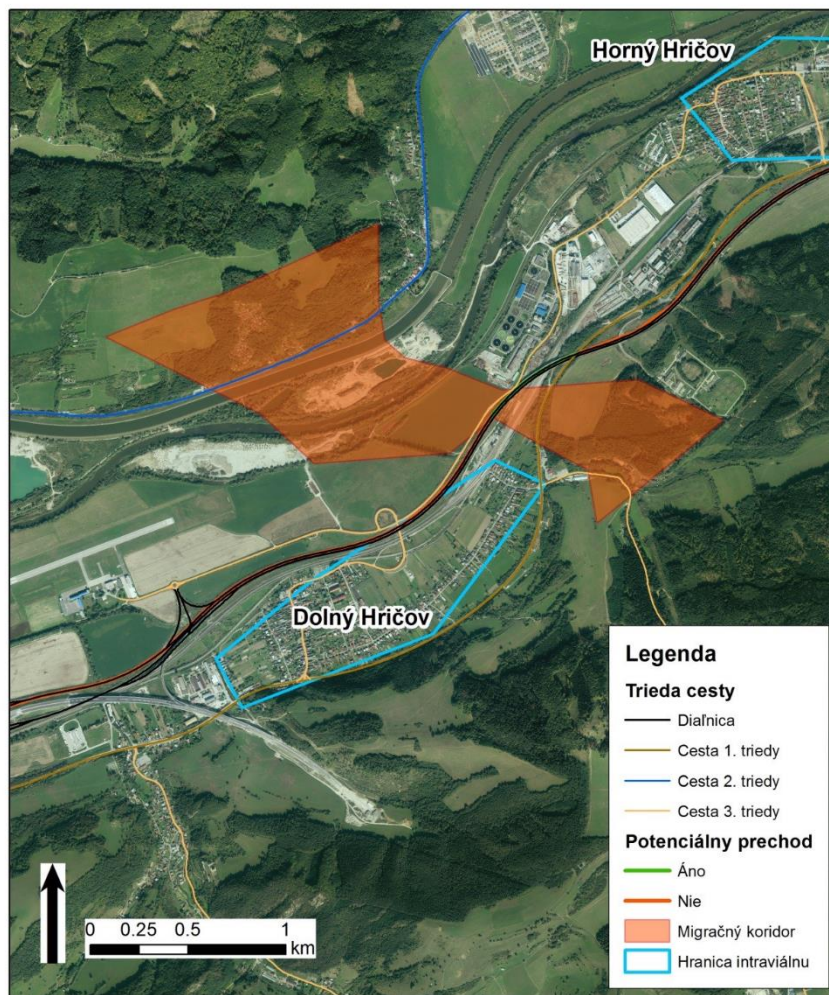 Horný Hričov
Dolný Hričov
Legenda
Trieda cesty
Diaľnica
Cesta 1. triedy
Cesta 2. triedy
Cesta 3. triedy
Potenciálny prechod
Áno
Nie
Migračný koridor
Hranica intraviálnu
0 0.25 0.5 1
km